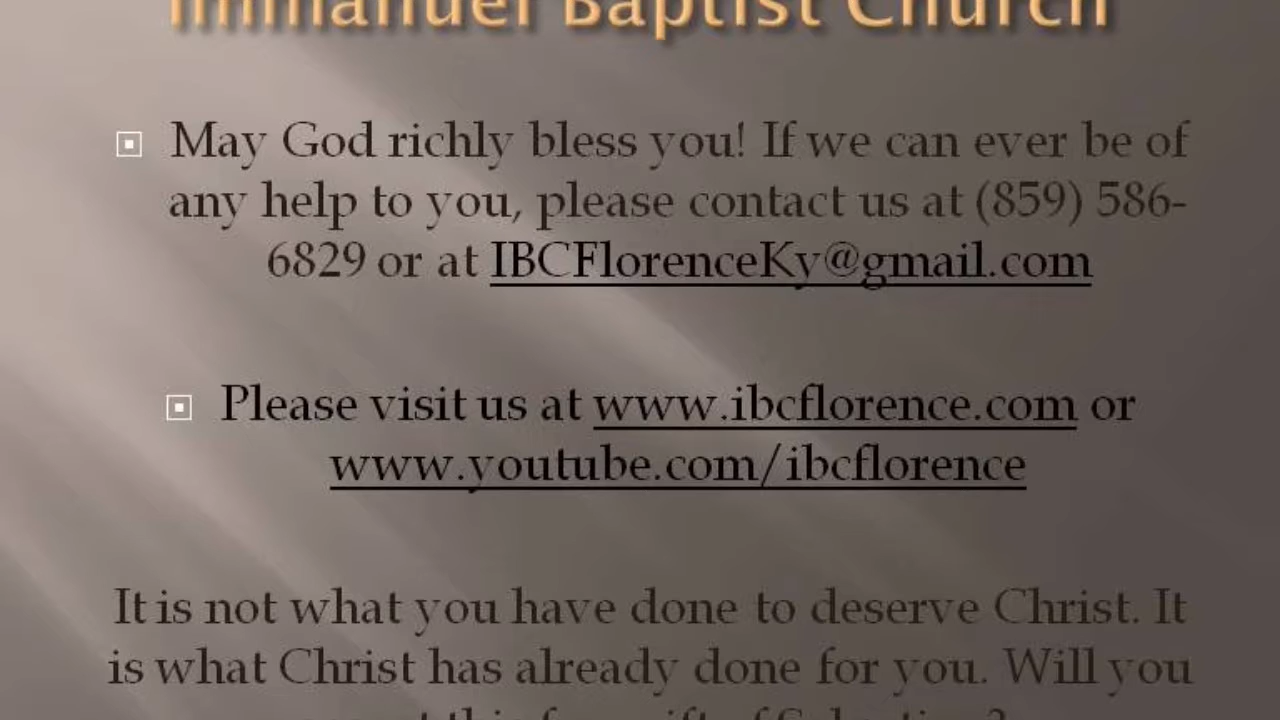 Immanuel Baptist Church
May God richly bless you! If we can ever be of
any help to you, please contact us at (859) 586-
6829 or at IBCFlorenceKy@gmail.com
Please visit us at www.ibcflorence.com or
www.youtube.com/ibcflorence
It is not what you have done to deserve Christ. It
is what Christ has already done for you. Will you